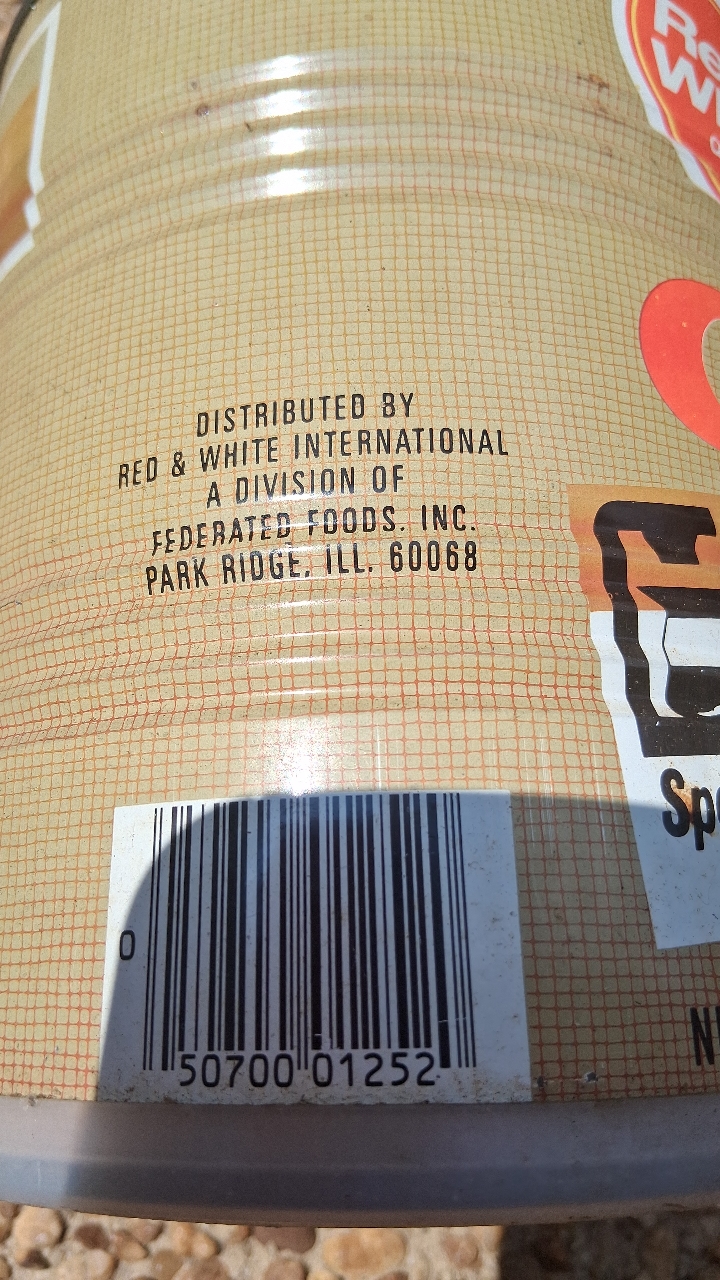 DISTRIBUTED BY
RED & WHITE INTERNATIONAL
A DIVISION OF
FEDERATED FOODS, INC.
PARK RIDGE, ILL. 60068
0
50700 01252